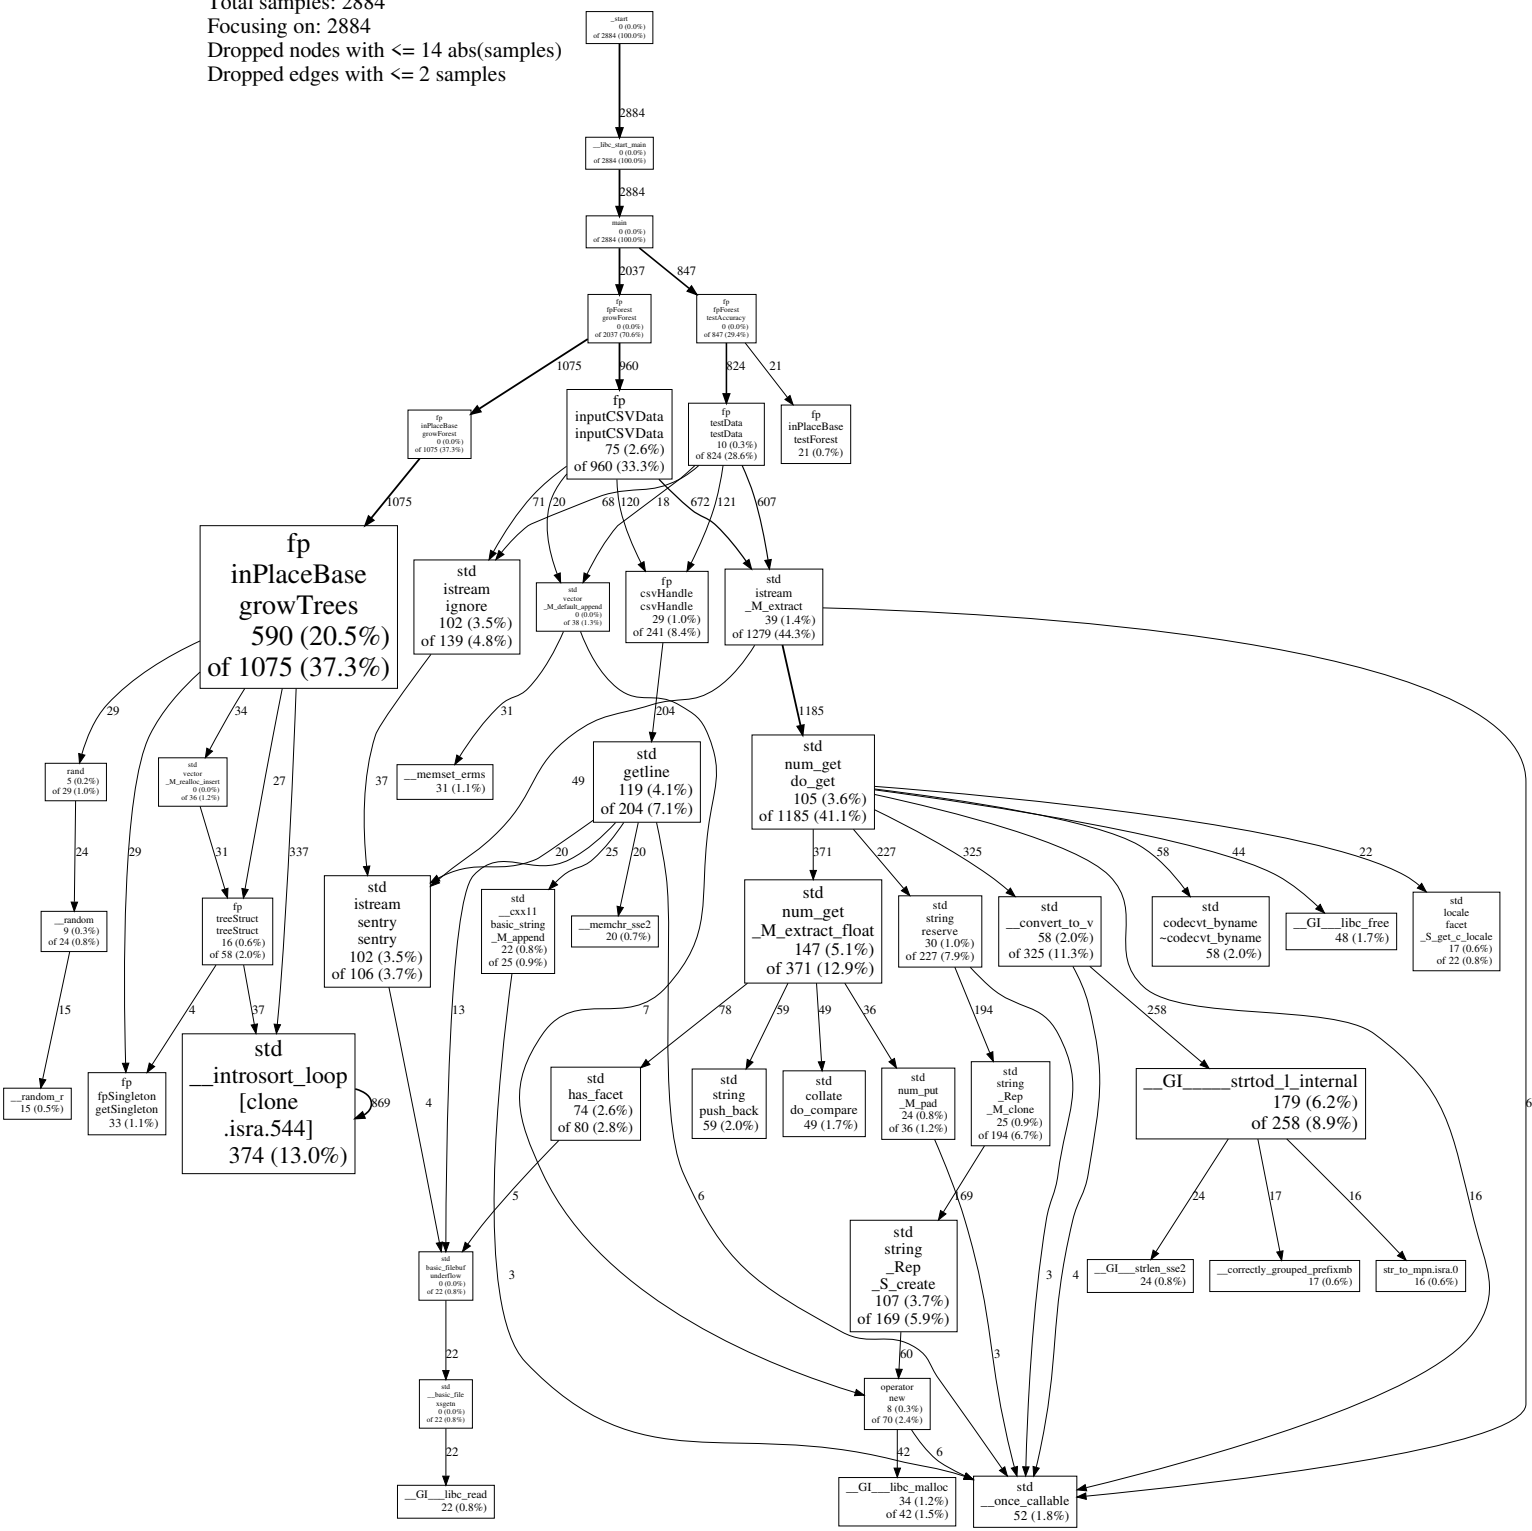 Total samples: 2884
Focusing on: 2884
Dropped nodes with <= 14 abs(samples)
Dropped edges with <= 2 samples
_start
0 (0.0%)
of 2884 (100.0%)
2884
__libc_start_main
0 (0.0%)
of 2884 (100.0%)
2884
main
0 (0.0%)
of 2884 (100.0%)
2037
847
fp
fpForest
growForest
0 (0.0%)
of 2037 (70.6%)
fp
fpForest
testAccuracy
0 (0.0%)
of 847 (29.4%)
1075
960
824
21
fp
inPlaceBase
growForest
0 (0.0%)
of 1075 (37.3%)
fp
inputCSVData
inputCSVData
75 (2.6%)
of 960 (33.3%)
fp
testData
testData
10 (0.3%)
of 824 (28.6%)
fp
inPlaceBase
testForest
21 (0.7%)
1075
71
20
68
120
18
672
121
607
fp
inPlaceBase
growTrees
590 (20.5%)
of 1075 (37.3%)
std
istream
ignore
102 (3.5%)
of 139 (4.8%)
std
vector
_M_default_append
0 (0.0%)
of 38 (1.3%)
fp
csvHandle
csvHandle
29 (1.0%)
of 241 (8.4%)
std
istream
_M_extract
39 (1.4%)
of 1279 (44.3%)
29
34
31
204
1185
rand
5 (0.2%)
of 29 (1.0%)
std
vector
_M_realloc_insert
0 (0.0%)
of 36 (1.2%)
27
37
__memset_erms
31 (1.1%)
49
std
getline
119 (4.1%)
of 204 (7.1%)
std
num_get
do_get
105 (3.6%)
of 1185 (41.1%)
24
29
31
337
20
25
20
371
227
325
58
44
22
__random
9 (0.3%)
of 24 (0.8%)
fp
treeStruct
treeStruct
16 (0.6%)
of 58 (2.0%)
std
istream
sentry
sentry
102 (3.5%)
of 106 (3.7%)
std
__cxx11
basic_string
_M_append
22 (0.8%)
of 25 (0.9%)
__memchr_sse2
20 (0.7%)
std
num_get
_M_extract_float
147 (5.1%)
of 371 (12.9%)
std
string
reserve
30 (1.0%)
of 227 (7.9%)
std
__convert_to_v
58 (2.0%)
of 325 (11.3%)
std
codecvt_byname
~codecvt_byname
58 (2.0%)
__GI___libc_free
48 (1.7%)
std
locale
facet
_S_get_c_locale
17 (0.6%)
of 22 (0.8%)
15
4
37
13
7
78
59
49
36
194
258
__random_r
15 (0.5%)
fp
fpSingleton
getSingleton
33 (1.1%)
std
__introsort_loop
[clone
.isra.544]
374 (13.0%)
869
4
std
has_facet
74 (2.6%)
of 80 (2.8%)
std
string
push_back
59 (2.0%)
std
collate
do_compare
49 (1.7%)
std
num_put
_M_pad
24 (0.8%)
of 36 (1.2%)
std
string
_Rep
_M_clone
25 (0.9%)
of 194 (6.7%)
__GI_____strtod_l_internal
179 (6.2%)
of 258 (8.9%)
6
5
6
169
24
17
16
16
std
basic_filebuf
underflow
0 (0.0%)
of 22 (0.8%)
3
std
string
_Rep
_S_create
107 (3.7%)
of 169 (5.9%)
3
4
__GI___strlen_sse2
24 (0.8%)
__correctly_grouped_prefixmb
17 (0.6%)
str_to_mpn.isra.0
16 (0.6%)
22
60
3
std
__basic_file
xsgetn
0 (0.0%)
of 22 (0.8%)
operator
new
8 (0.3%)
of 70 (2.4%)
22
42
6
__GI___libc_read
22 (0.8%)
__GI___libc_malloc
34 (1.2%)
of 42 (1.5%)
std
__once_callable
52 (1.8%)